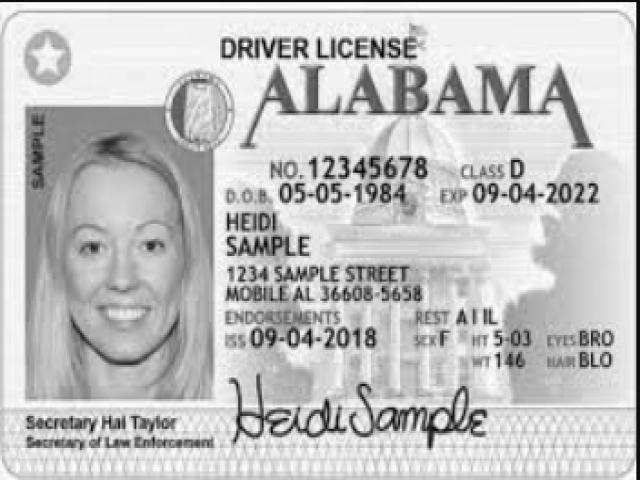 DRIVER LICENSE
ALABAMA
SAMPLE
NO. 12345678 CLASS D
D.O.B. 05-05-1984 EXP 09-04-2022
HEIDI
SAMPLE
1234 SAMPLE STREET
MOBILE AL 36608-5658
ENDORSEMENTS REST A I IL
ISS 09-04-2018 SEX F HT 5-03 EYES BRO
WT 146 HAIR BLO
Secretary Hal Taylor
Secretary of Law Enforcement
Heidi Sample